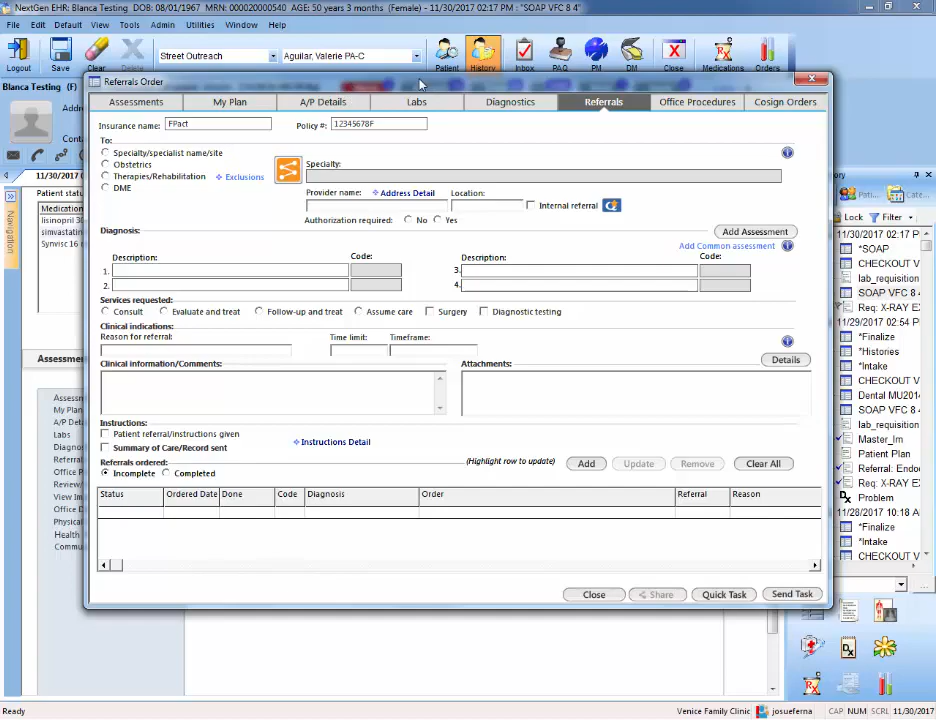 NextGen EHR: Blanca Testing (F) DOB: 08/01/1967 MRN: 000020000540 AGE: 50 years 3 months (Female) - 11/30/2017 02:17 PM : "SOAP VFC 8 4"
File Edit Default View Tools Admin Utilities Window Help
Street Outreach Aguilar, Valerie PA-C
Logout Save Clear Delete Patient History Inbox PAQ PM DM Close Medications Orders
Blanca Testing (F)
Referrals Order
Assessments My Plan A/P Details Labs Diagnostics Referrals Office Procedures Cosign Orders
Insurance name: FPact Policy #: 12345678F
To:
Specialty/specialist name/site
Obstetrics
Therapies/Rehabilitation Exclusions
DME
Specialty:
Provider name: Address Detail Location:
Internal referral
Authorization required: No Yes
Diagnosis: Add Assessment
Add Common assessment
Description: Code: Description: Code:
1. 3.
2. 4.
Services requested:
Consult Evaluate and treat Follow-up and treat Assume care Surgery Diagnostic testing
Clinical indications:
Reason for referral: Time limit: Timeframe:
Details
Clinical information/Comments: Attachments:
Instructions:
Patient referral/instructions given Instructions Detail
Summary of Care/Record sent
Referrals ordered: (Highlight row to update) Add Update Remove Clear All
Incomplete Completed
Status Ordered Date Done Code Diagnosis Order Referral Reason
Close Share Quick Task Send Task
11/30/2017
Patient status
Medication
lisinopril 30
simvastatin
Synvisc 16
Navigation
Assessm
My Plan
A/P Deta
Labs
Diagnos
Referral
Office P
Review/
View Im
Office D
Physical
Health
Commu
Pati... Cate...
Lock Filter
11/30/2017 02:17 P
*SOAP
CHECKOUT V
lab_requisition
SOAP VFC 8 4
Req: X-RAY EX
11/29/2017 02:54 P
*Finalize
*Histories
*Intake
CHECKOUT V
Dental MU2014
SOAP VFC 8 4
lab_requisition
Master_Im
Patient Plan
Referral: Endo
Req: X-RAY EX
Problem
11/28/2017 10:18 A
*Finalize
*Intake
CHECKOUT V
Ready Venice Family Clinic josueferna CAP NUM SCRL 11/30/2017